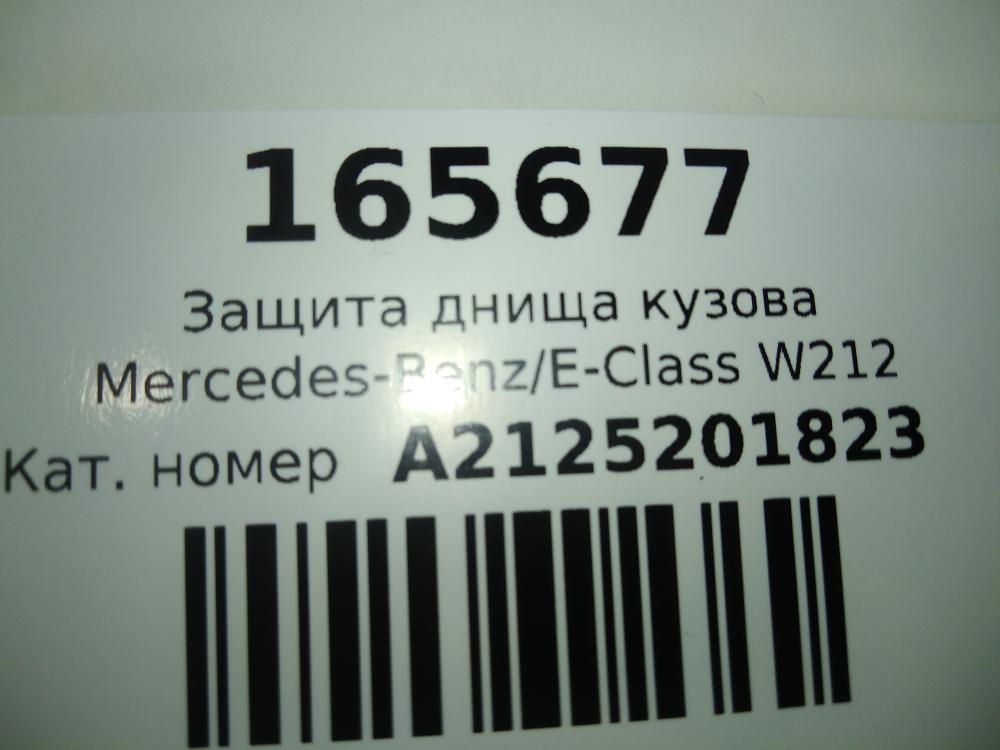 165677
Защита днища кузова
Mercedes-Benz/E-Class W212
Кат. номер A2125201823